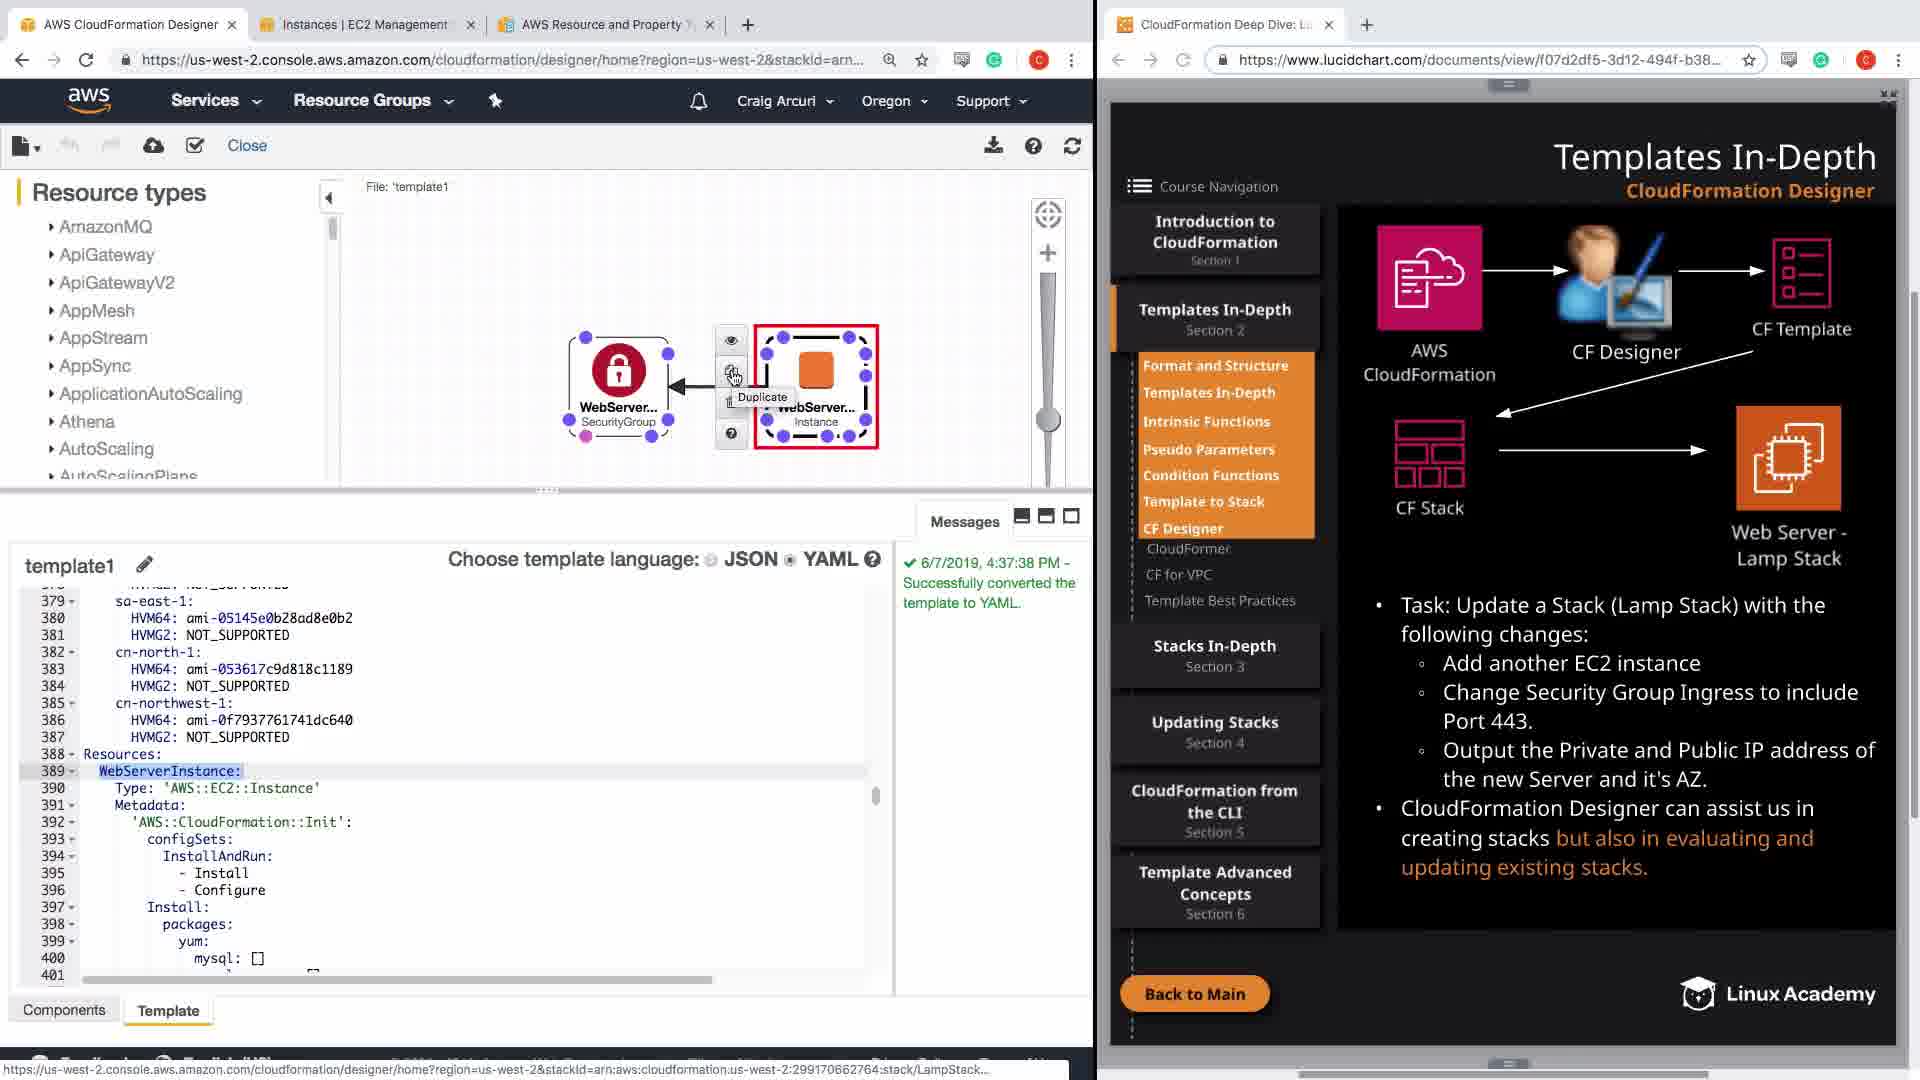 AWS CloudFormation Designer
Instances | EC2 Management
AWS Resource and Property
https://us-west-2.console.aws.amazon.com/cloudformation/designer/home?region=us-west-2&stackId=arn...
aws
Services
Resource Groups
Craig Arcuri
Oregon
Support
Close
Resource types
AmazonMQ
ApiGateway
ApiGatewayV2
AppMesh
AppStream
AppSync
ApplicationAutoScaling
Athena
AutoScaling
AutoScalingPlans
File: 'template1
WebServer...
SecurityGroup
Duplicate
WebServer...
Instance
Messages
6/7/2019, 4:37:38 PM -
Successfully converted the
template to YAML.
template1
Choose template language: JSON YAML
379 sa-east-1:
380 HVM64: ami-05145e0b28ad8e0b2
381 HVMG2: NOT_SUPPORTED
382 cn-north-1:
383 HVM64: ami-053617c9d818c1189
384 HVMG2: NOT_SUPPORTED
385 cn-northwest-1:
386 HVM64: ami-0f7937761741dc640
387 HVMG2: NOT_SUPPORTED
388 Resources:
389 WebServerInstance:
390 Type: 'AWS::EC2::Instance'
391 Metadata:
392 'AWS::CloudFormation::Init':
393 configSets:
394 InstallAndRun:
395 - Install
396 - Configure
397 Install:
398 packages:
399 yum:
400 mysql: []
401
Components
Template
https://us-west-2.console.aws.amazon.com/cloudformation/designer/home?region=us-west-2&stackId=arn:aws:cloudformation:us-west-2:299170662764:stack/LampStack...
CloudFormation Deep Dive: L
https://www.lucidchart.com/documents/view/f07d2df5-3d12-494f-b38...
Templates In-Depth
CloudFormation Designer
Course Navigation
Introduction to
CloudFormation
Section 1
Templates In-Depth
Section 2
Format and Structure
Templates In-Depth
Intrinsic Functions
Pseudo Parameters
Condition Functions
Template to Stack
CF Designer
CloudFormer
CF for VPC
Template Best Practices
Stacks In-Depth
Section 3
Updating Stacks
Section 4
CloudFormation from
the CLI
Section 5
Template Advanced
Concepts
Section 6
Back to Main
AWS
CloudFormation
CF Designer
CF Template
CF Stack
Web Server -
Lamp Stack
• Task: Update a Stack (Lamp Stack) with the
following changes:
◦ Add another EC2 instance
◦ Change Security Group Ingress to include
Port 443.
◦ Output the Private and Public IP address of
the new Server and it's AZ.
• CloudFormation Designer can assist us in
creating stacks but also in evaluating and
updating existing stacks.
Linux Academy